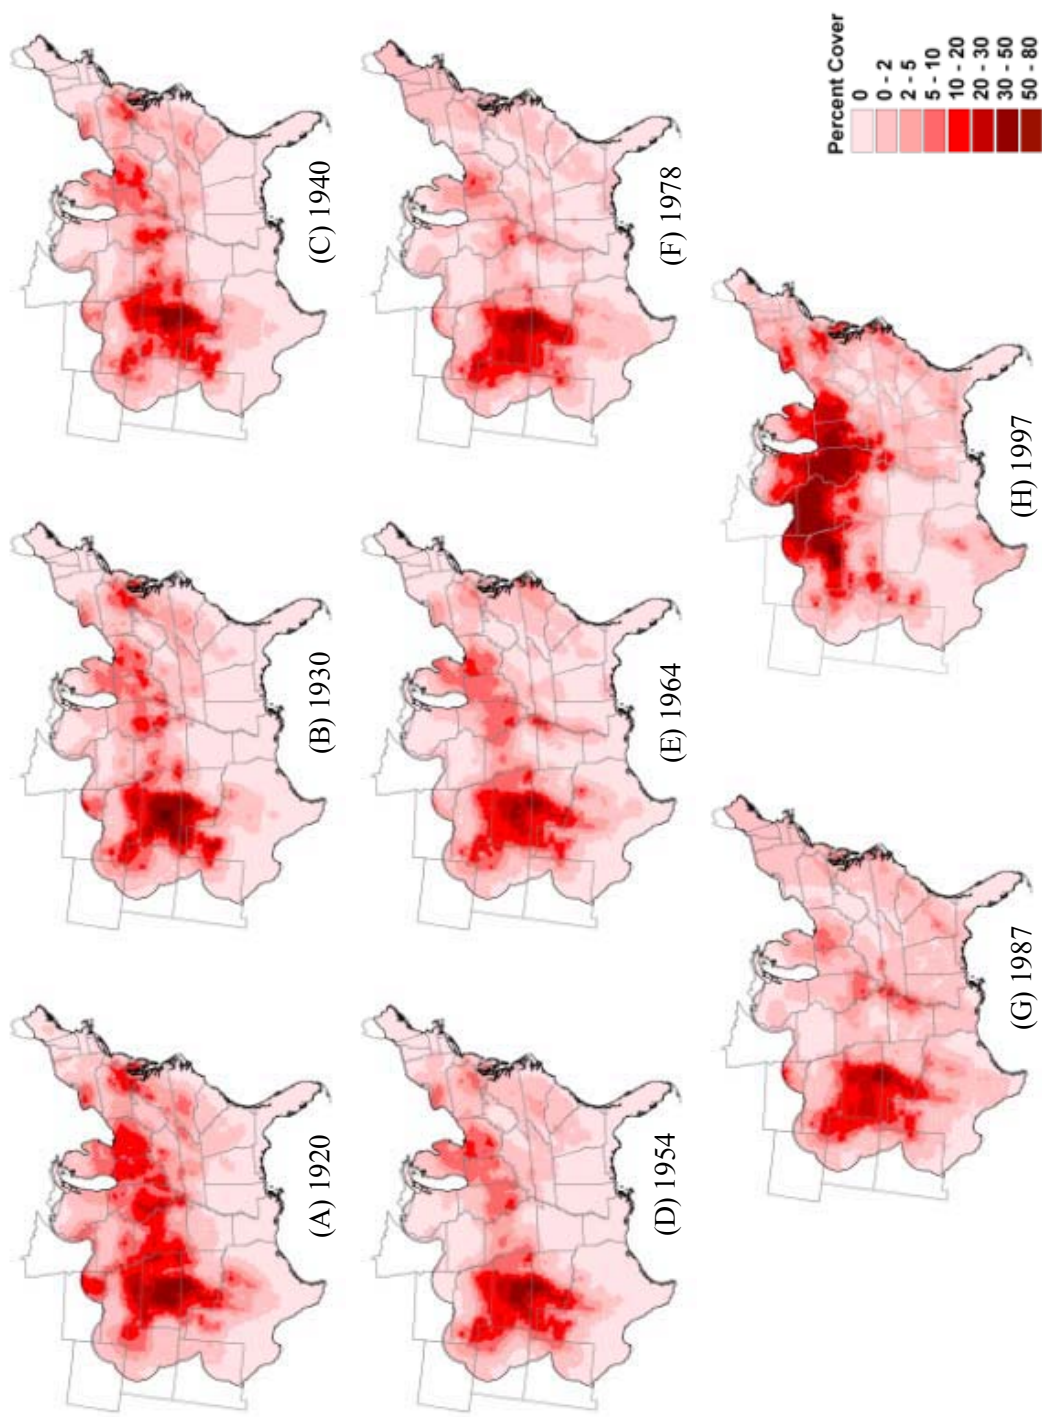 (A) 1920
(B) 1930
(C) 1940
(D) 1954
(E) 1964
(F) 1978
(G) 1987
(H) 1997
Percent Cover
0
0 - 2
2 - 5
5 - 10
10 - 20
20 - 30
30 - 50
50 - 80